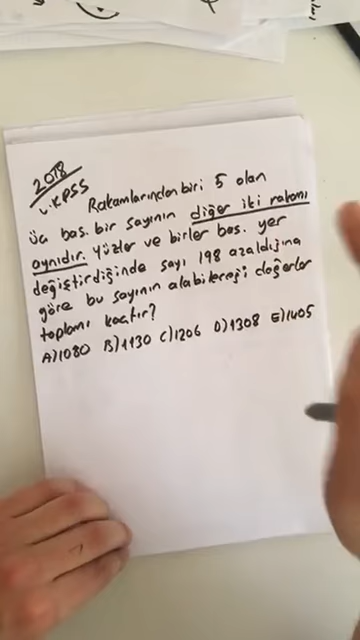 2018
KPSS
Rakamlarından biri 5 olan
üç bas. bir sayının diğer iki rakamı
aynıdır. Yüzler ve birler bas. yer
değiştirdiğinde sayı 198 azaldığına
göre bu sayının alabileceği değerler
toplamı kaçtır?
A)1080 B)1130 C)1206 D)1308 E)1405